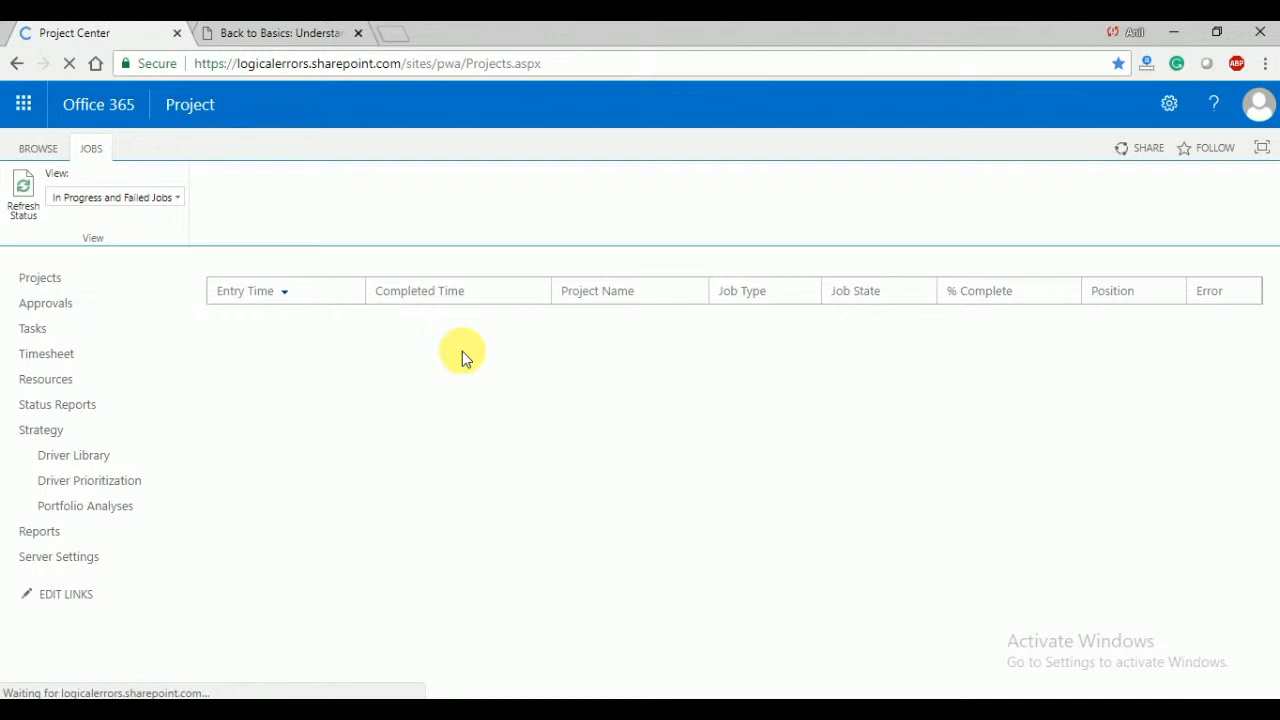 Project Center
Back to Basics: Understa
Anil
Secure
https://logicalerrors.sharepoint.com/sites/pwa/Projects.aspx
ABP
Office 365
Project
?
BROWSE
JOBS
SHARE
FOLLOW
View:
Refresh
Status
In Progress and Failed Jobs
View
Projects
Approvals
Tasks
Timesheet
Resources
Status Reports
Strategy
Driver Library
Driver Prioritization
Portfolio Analyses
Reports
Server Settings
EDIT LINKS
Entry Time
Completed Time
Project Name
Job Type
Job State
% Complete
Position
Error
Activate Windows
Go to Settings to activate Windows.
Waiting for logicalerrors.sharepoint.com...